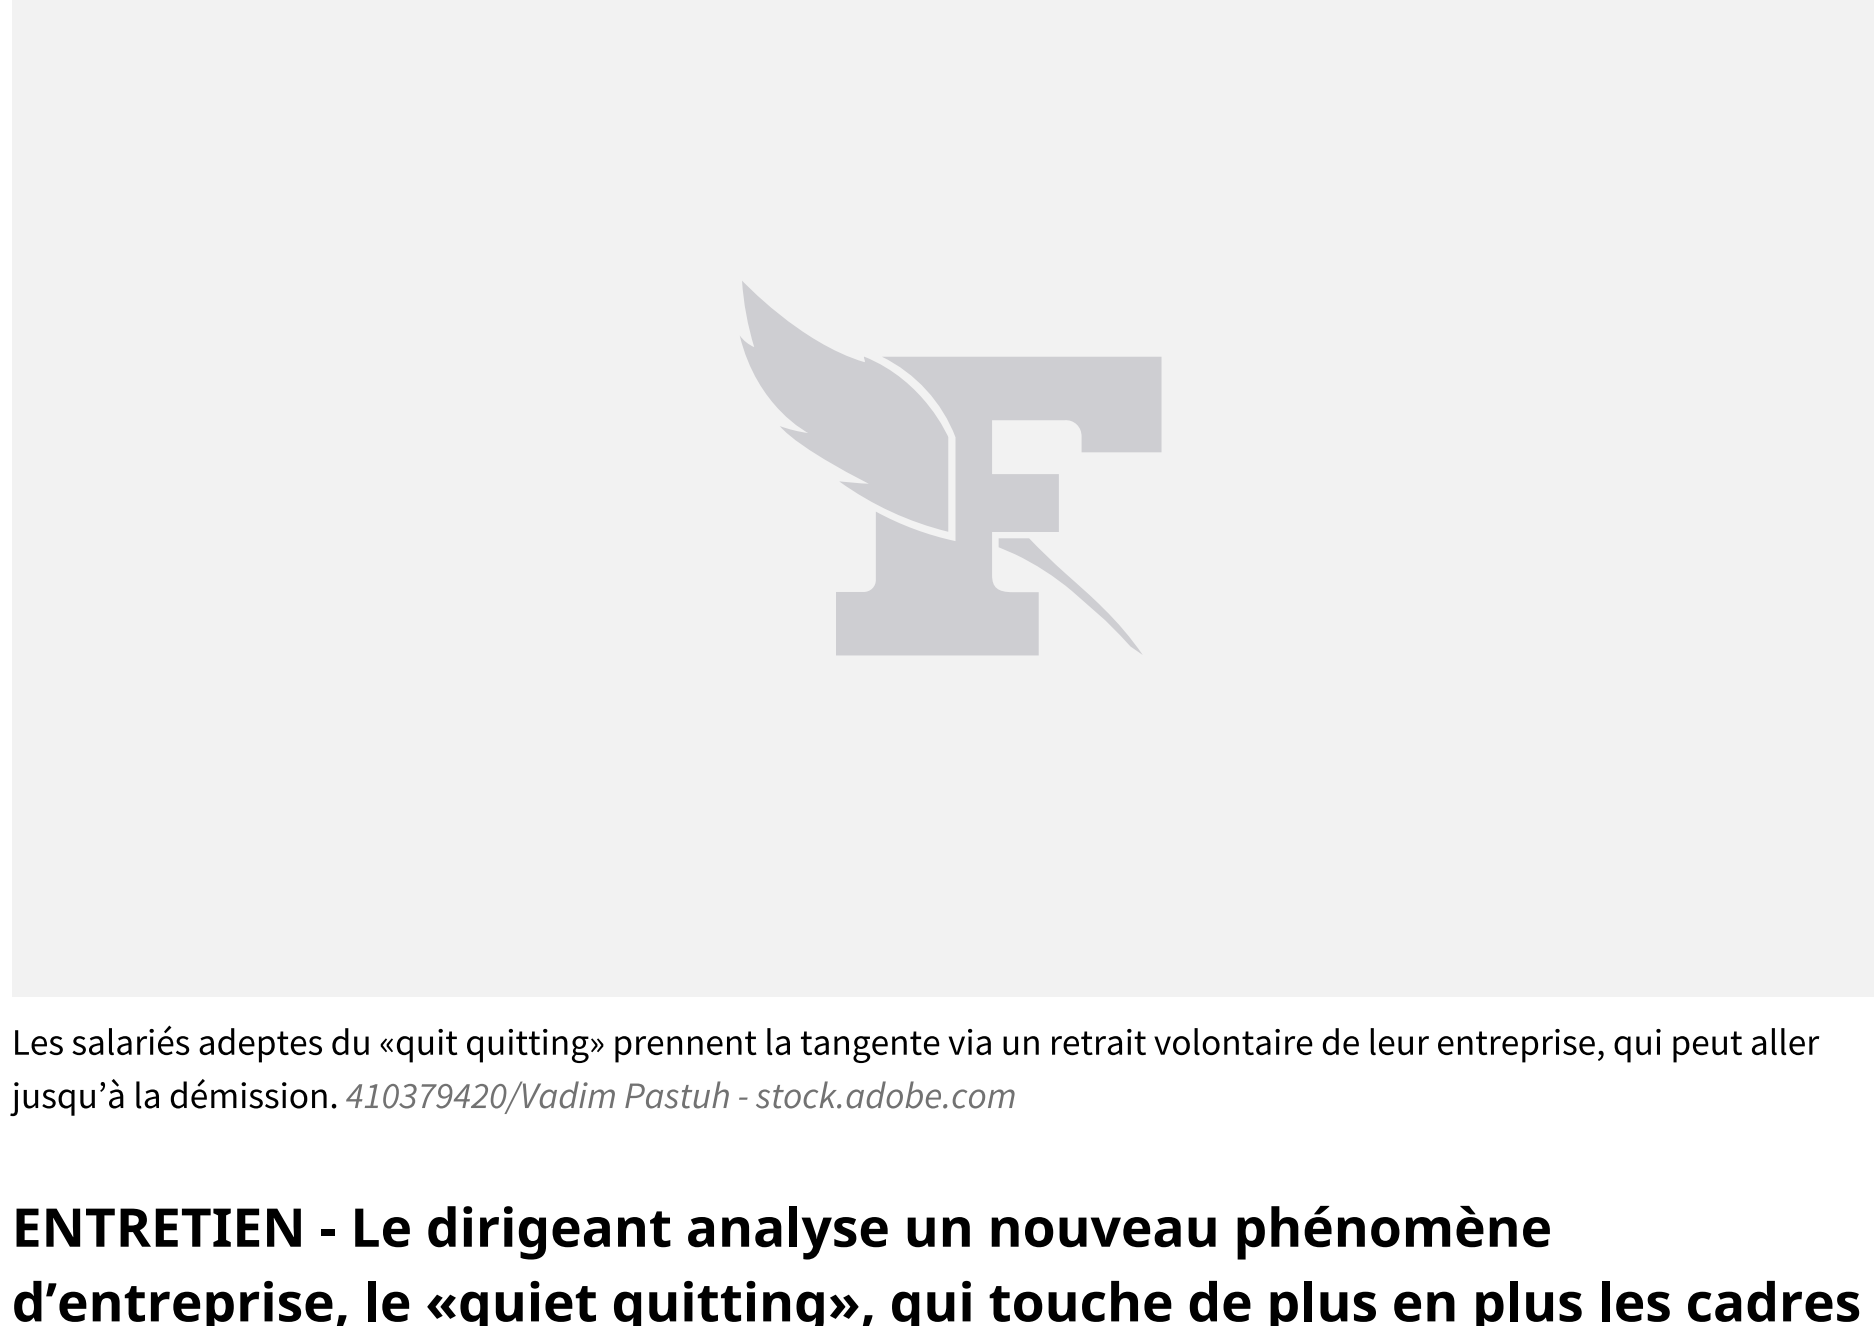 Les salariés adeptes du «quit quitting» prennent la tangente via un retrait volontaire de leur entreprise, qui peut aller
jusqu’à la démission. 410379420/Vadim Pastuh - stock.adobe.com
ENTRETIEN - Le dirigeant analyse un nouveau phénomène
d’entreprise, le «quiet quitting», qui touche de plus en plus les cadres